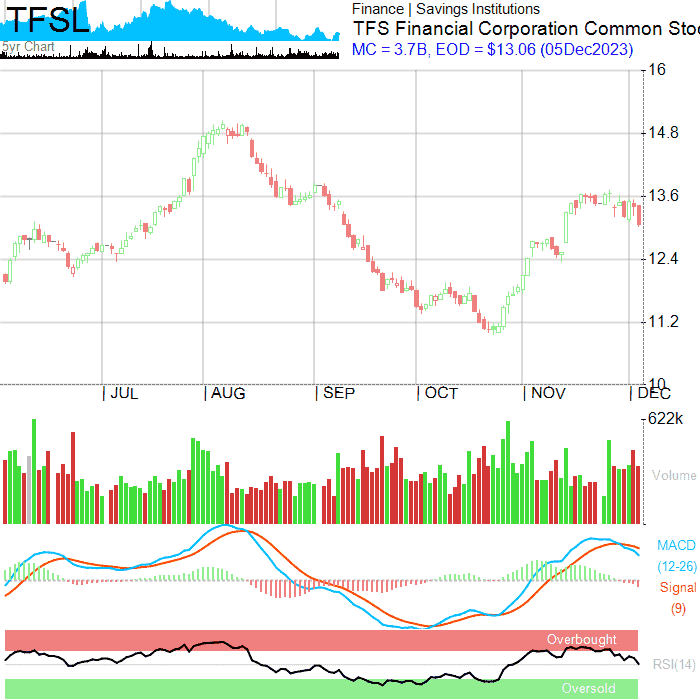 TFSL
5yr Chart
Finance | Savings Institutions
TFS Financial Corporation Common Stoc
MC = 3.7B, EOD = $13.06 (05Dec2023)
16
14.8
13.6
12.4
11.2
10
| JUL | AUG | SEP | OCT | NOV | DEC
622k
Volume
MACD
(12-26)
Signal
(9)
Overbought
RSI(14)
Oversold